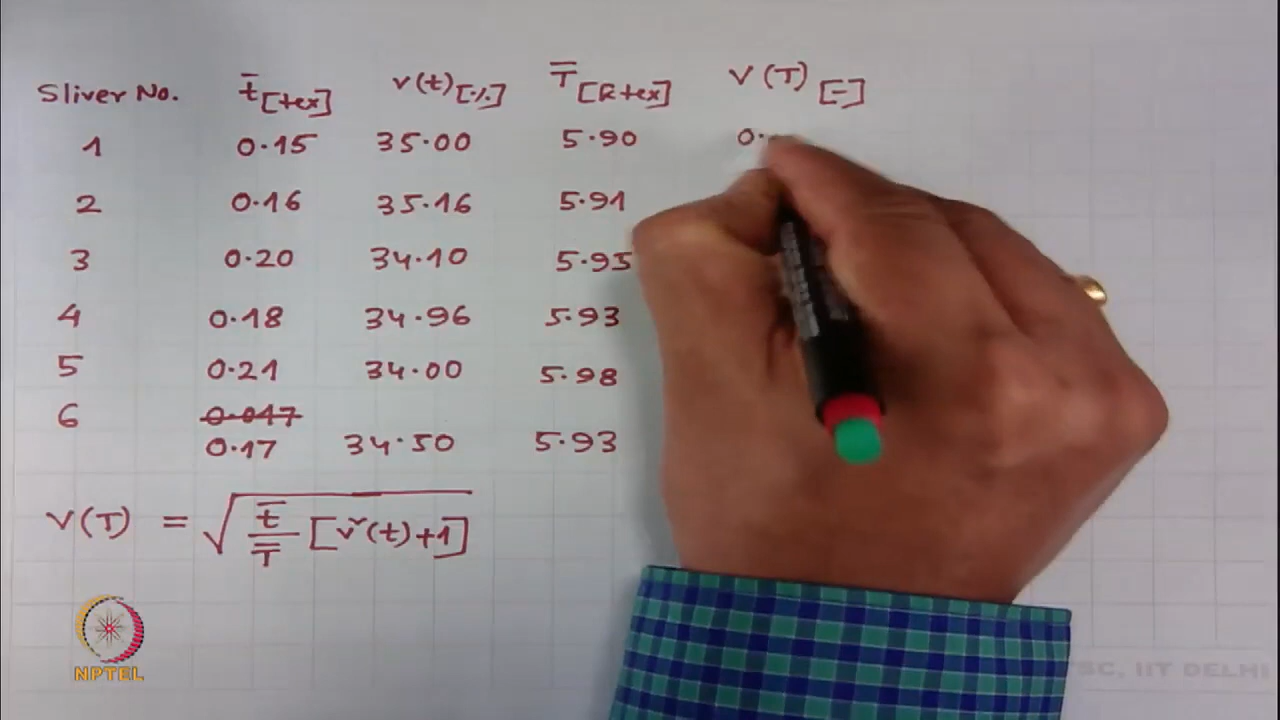 Sliver No. t̄[tex] v(t)[%] T̄[ktex] V(T)[-]
1 0.15 35.00 5.90 0.
2 0.16 35.16 5.91
3 0.20 34.10 5.95
4 0.18 34.96 5.93
5 0.21 34.00 5.98
6 0.017
0.17 34.50 5.93
V(T) = √(t̄/T̄ [v²(t)+1])
NPTEL
TSC, IIT DELHI